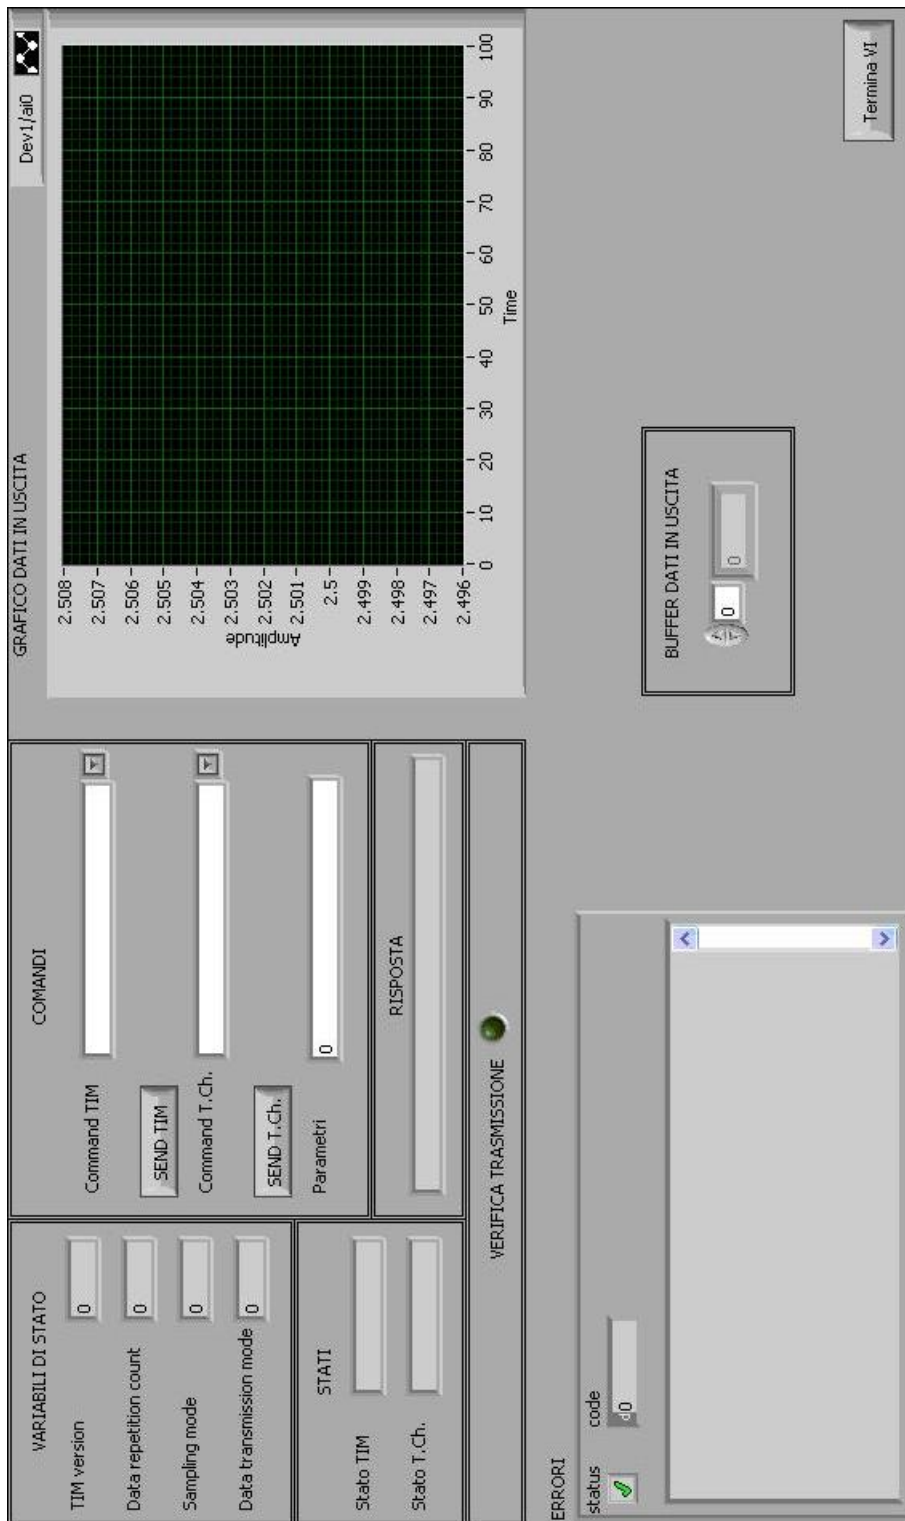 VARIABILI DI STATO
TIM version
0
Data repetition count
0
Sampling mode
0
Data transmission mode
0
STATI
Stato TIM
Stato T.Ch.
COMANDI
Command TIM
SEND TIM
Command T.Ch.
SEND T.Ch.
Parametri
0
RISPOSTA
VERIFICA TRASMISSIONE
GRAFICO DATI IN USCITA
Dev1/ai0
2.508
2.507
2.506
2.505
2.504
2.503
2.502
2.501
2.5
2.499
2.498
2.497
2.496
Amplitude
0 10 20 30 40 50 60 70 80 90 100
Time
ERRORI
status
code
d0
BUFFER DATI IN USCITA
0
0
Termina VI